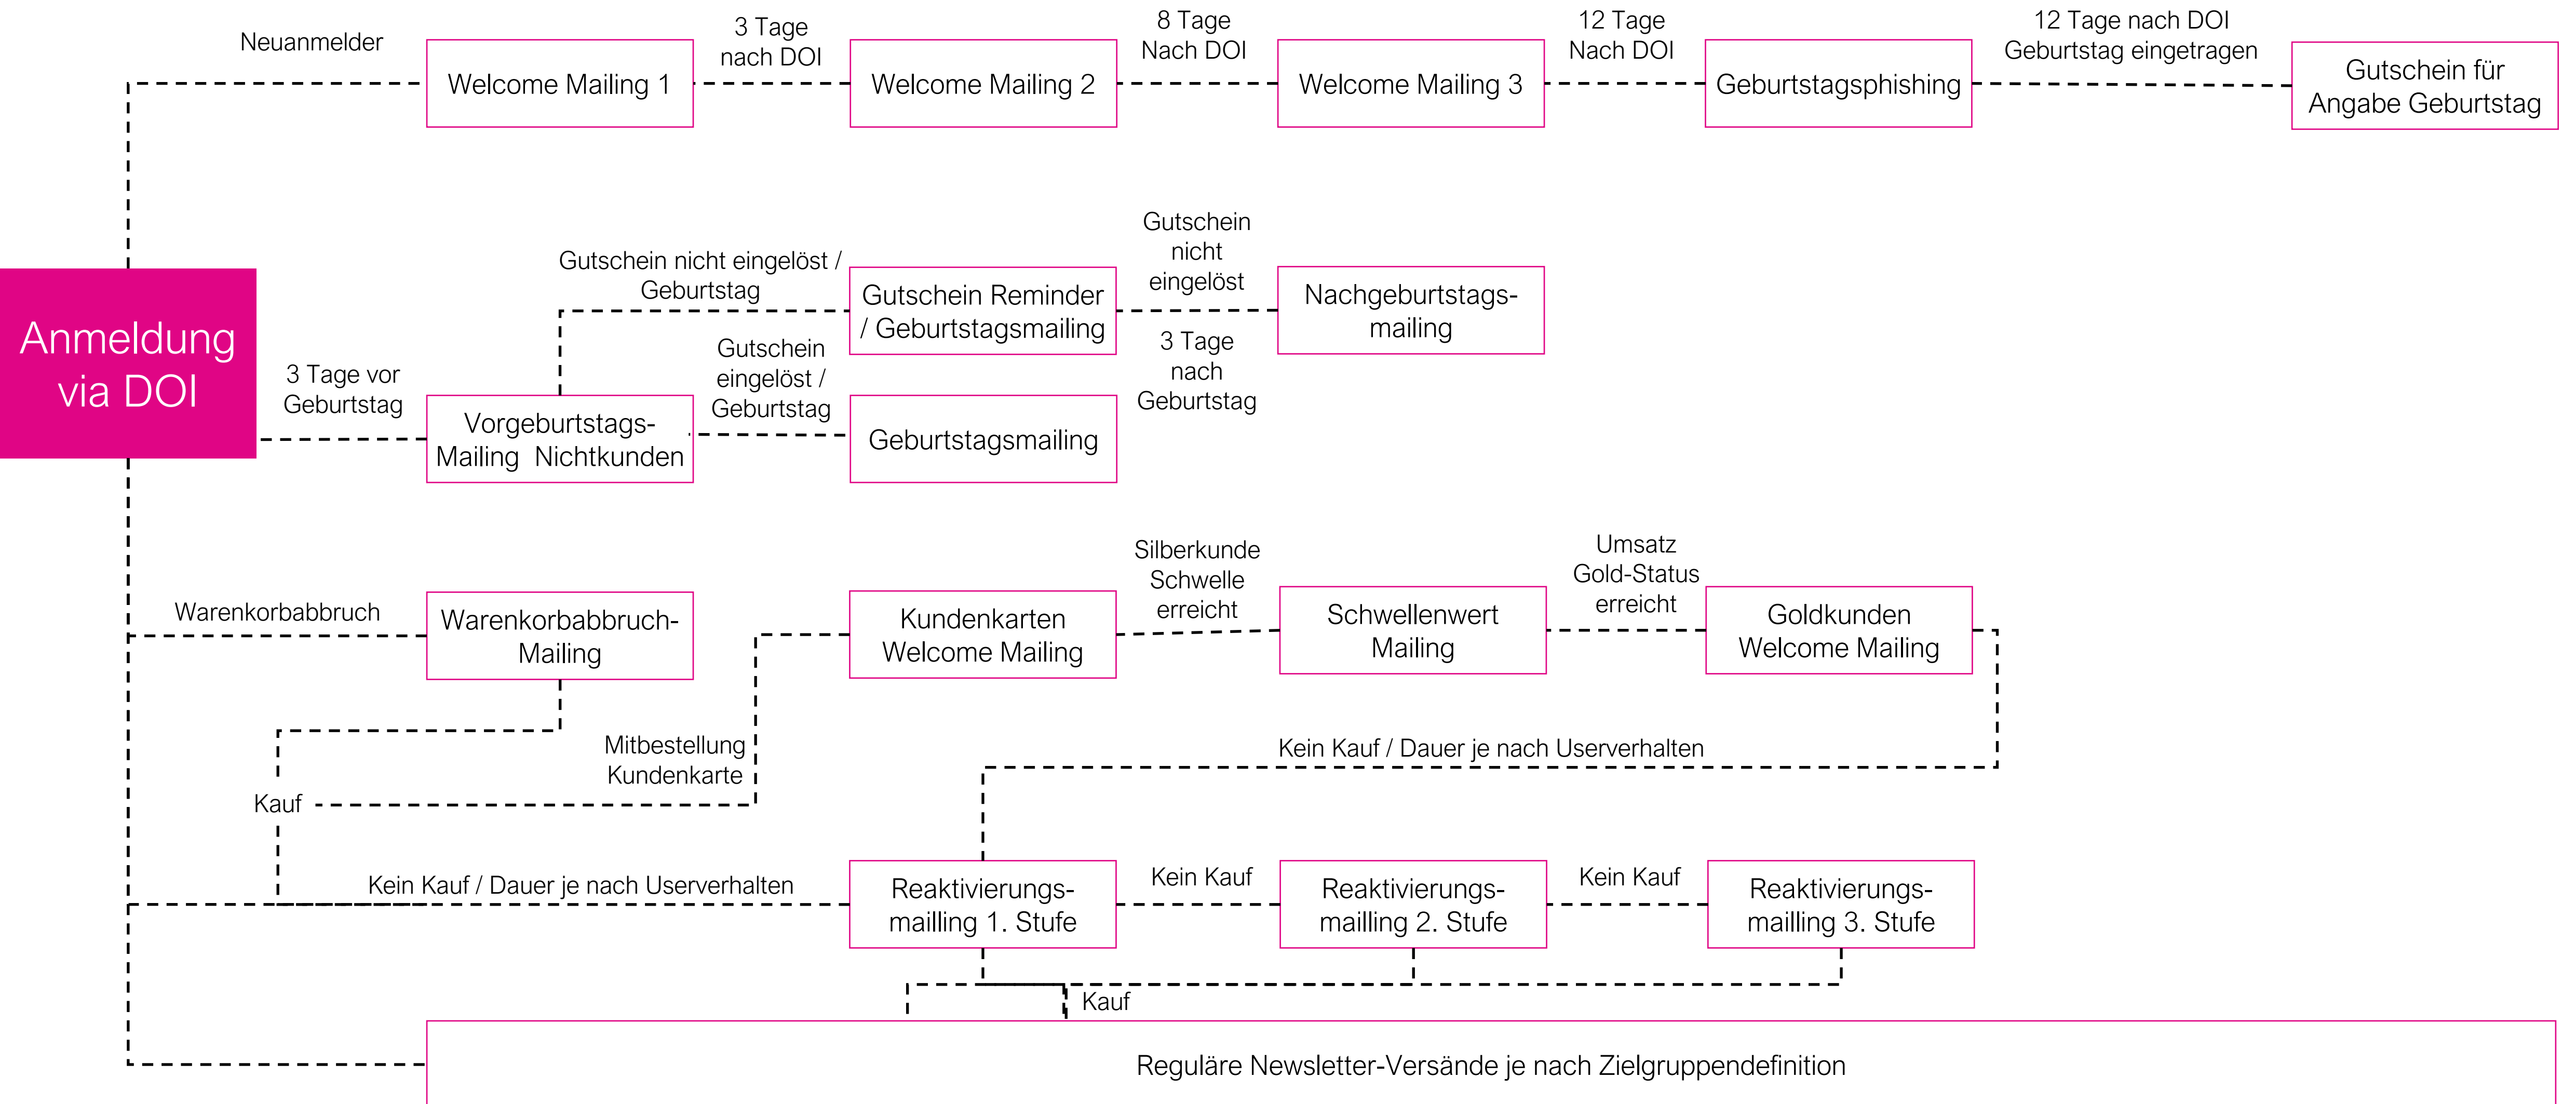 Neuanmelder
Welcome Mailing 1
3 Tage
nach DOI
Welcome Mailing 2
8 Tage
Nach DOI
Welcome Mailing 3
12 Tage
Nach DOI
Geburtstagsphishing
12 Tage nach DOI
Geburtstag eingetragen
Gutschein für
Angabe Geburtstag
Anmeldung
via DOI
3 Tage vor
Geburtstag
Vorgeburtstags-
Mailing Nichtkunden
Gutschein nicht eingelöst /
Geburtstag
Gutschein Reminder
/ Geburtstagsmailing
Gutschein
nicht
eingelöst
3 Tage
nach
Geburtstag
Nachgeburtstags-
mailing
Gutschein
eingelöst /
Geburtstag
Geburtstagsmailing
Warenkorbabbruch
Warenkorbabbruch-
Mailing
Kauf
Mitbestellung
Kundenkarte
Kundenkarten
Welcome Mailing
Silberkunde
Schwelle
erreicht
Schwellenwert
Mailing
Umsatz
Gold-Status
erreicht
Goldkunden
Welcome Mailing
Kein Kauf / Dauer je nach Userverhalten
Kein Kauf / Dauer je nach Userverhalten
Reaktivierungs-
mailling 1. Stufe
Kein Kauf
Reaktivierungs-
mailling 2. Stufe
Kein Kauf
Reaktivierungs-
mailling 3. Stufe
Kauf
Reguläre Newsletter-Versände je nach Zielgruppendefinition